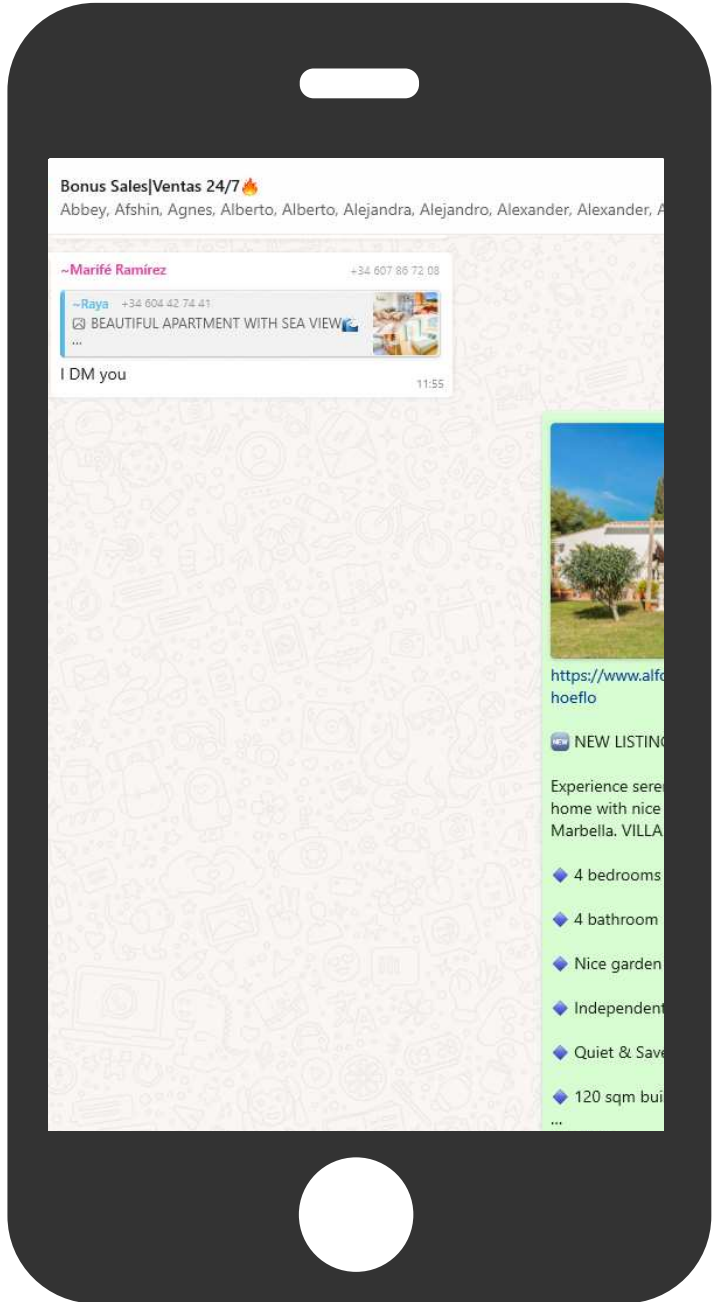 Bonus Sales|Ventas 24/7🔥
Abbey, Afshin, Agnes, Alberto, Alberto, Alejandra, Alejandro, Alexander, Alexander, A
~Marifé Ramírez +34 607 86 72 08
~Raya +34 604 42 74 41
BEAUTIFUL APARTMENT WITH SEA VIEW🌊
...
I DM you
11:55
https://www.alfo
hoeflo
🆕 NEW LISTING
Experience seren
home with nice
Marbella. VILLA
🔹 4 bedrooms
🔹 4 bathroom
🔹 Nice garden
🔹 Independent
🔹 Quiet & Save
🔹 120 sqm bui
...